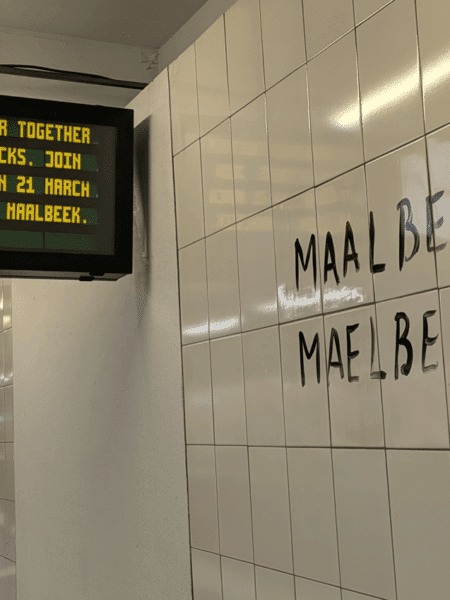 R TOGETHER
CKS. JOIN
N 21 MARCH
MAALBEEK.
MAALBE
MAELBE